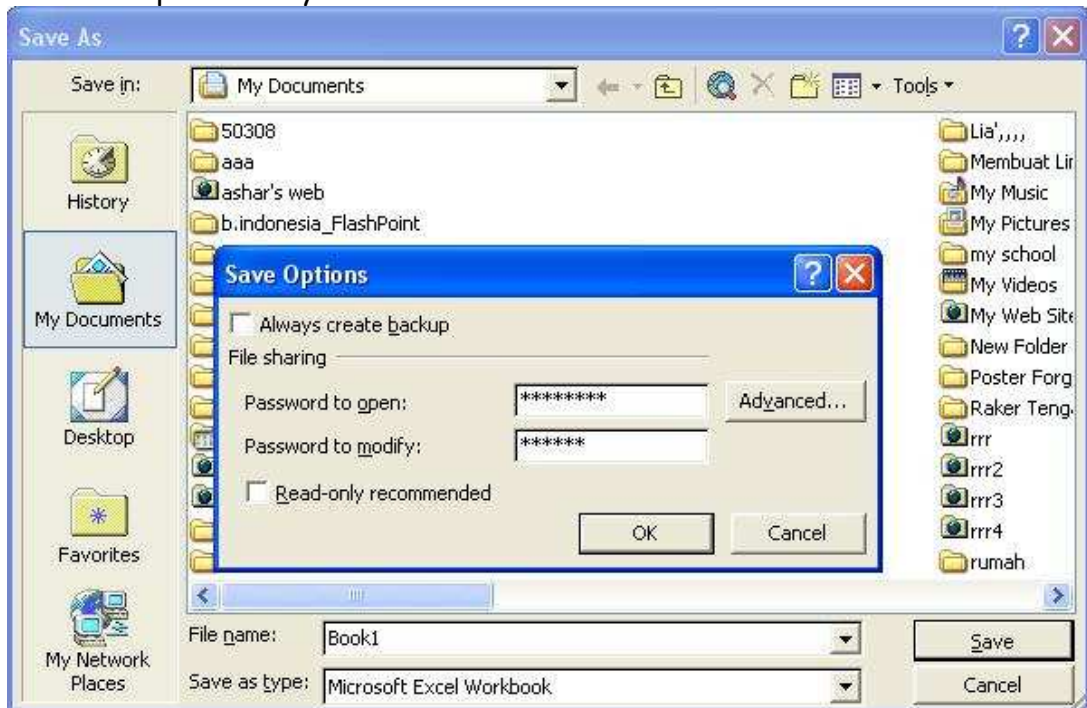 Save As
Save in:
My Documents
Tools
History
My Documents
Desktop
Favorites
My Network
Places
50308
aaa
ashar's web
b.indonesia_FlashPoint
Lia',,,,
Membuat Lir
My Music
My Pictures
my school
My Videos
My Web Site
New Folder
Poster Forg
Raker Teng.
rrr
rrr2
rrr3
rrr4
rumah
Save Options
Always create backup
File sharing
Password to open:
********
Advanced...
Password to modify:
******
Read-only recommended
OK
Cancel
File name:
Book1
Save
Save as type:
Microsoft Excel Workbook
Cancel